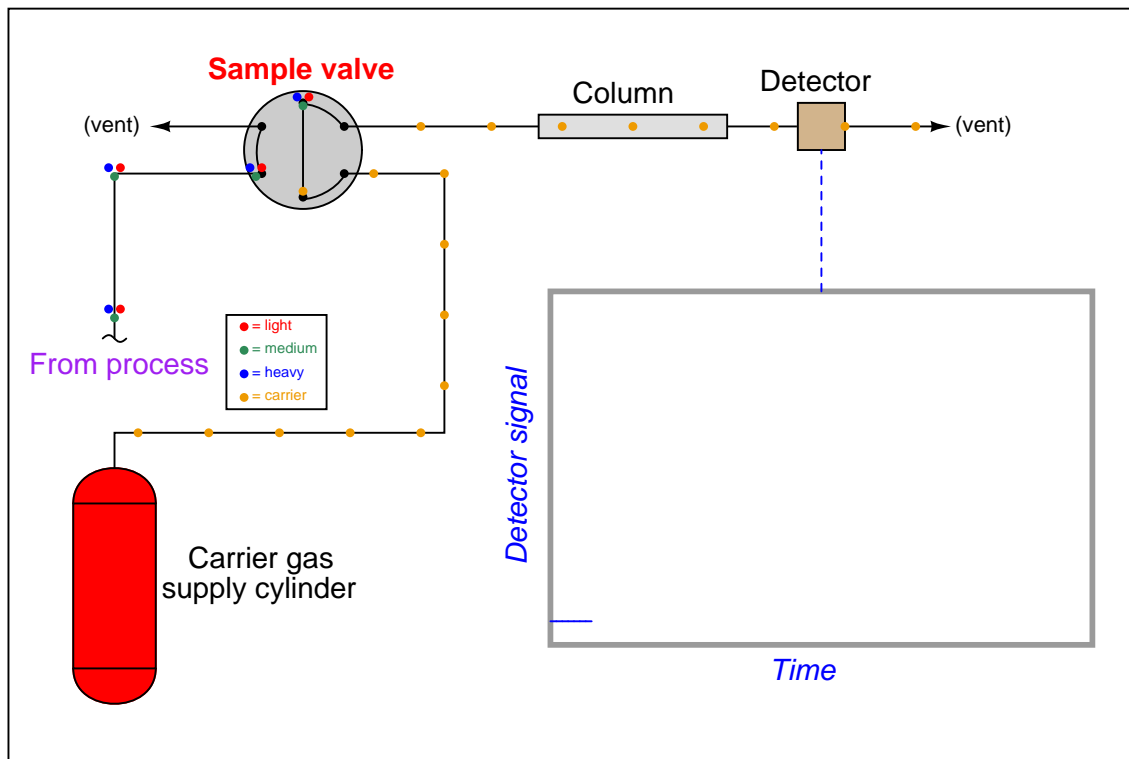 Sample valve
Column
Detector
(vent)
(vent)
From process
= light
= medium
= heavy
= carrier
Detector signal
Carrier gas
supply cylinder
Time